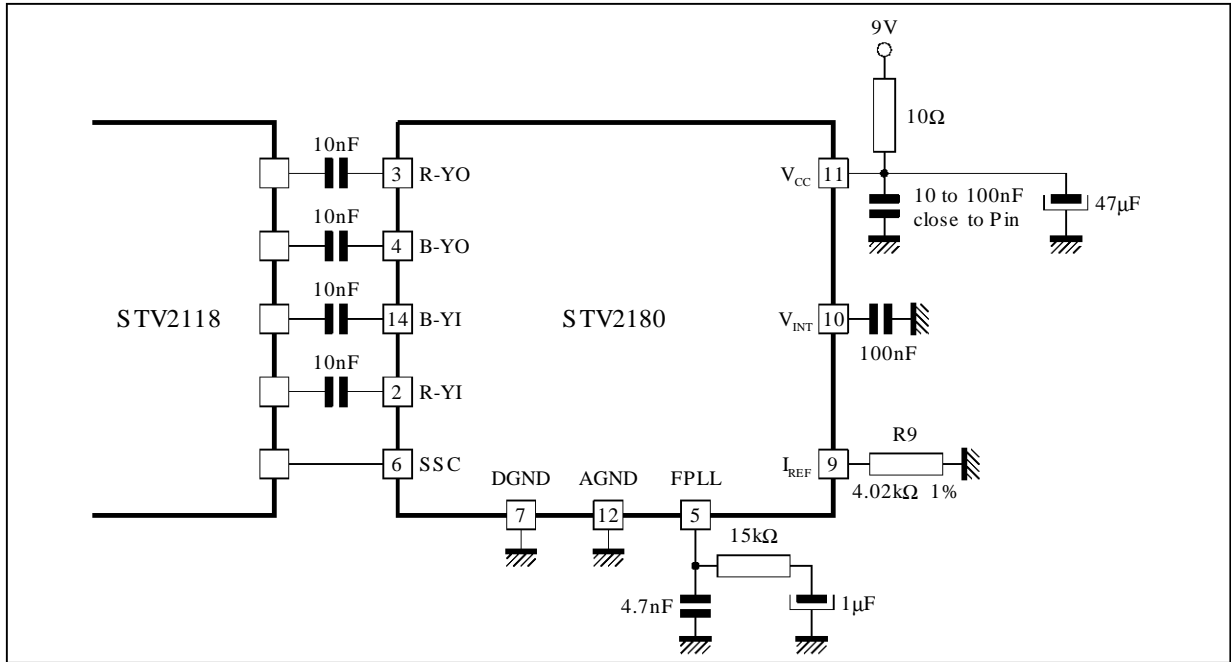 9V
10Ω
10nF
3 R-YO
VCC 11
10 to 100nF
close to Pin
47µF
10nF
4 B-YO
10nF
STV2118
14 B-YI
STV2180
VINT 10
100nF
10nF
2 R-YI
R9
6 SSC
IREF 9
4.02kΩ 1%
DGND
AGND
FPLL
7
12
5
15kΩ
4.7nF
1µF